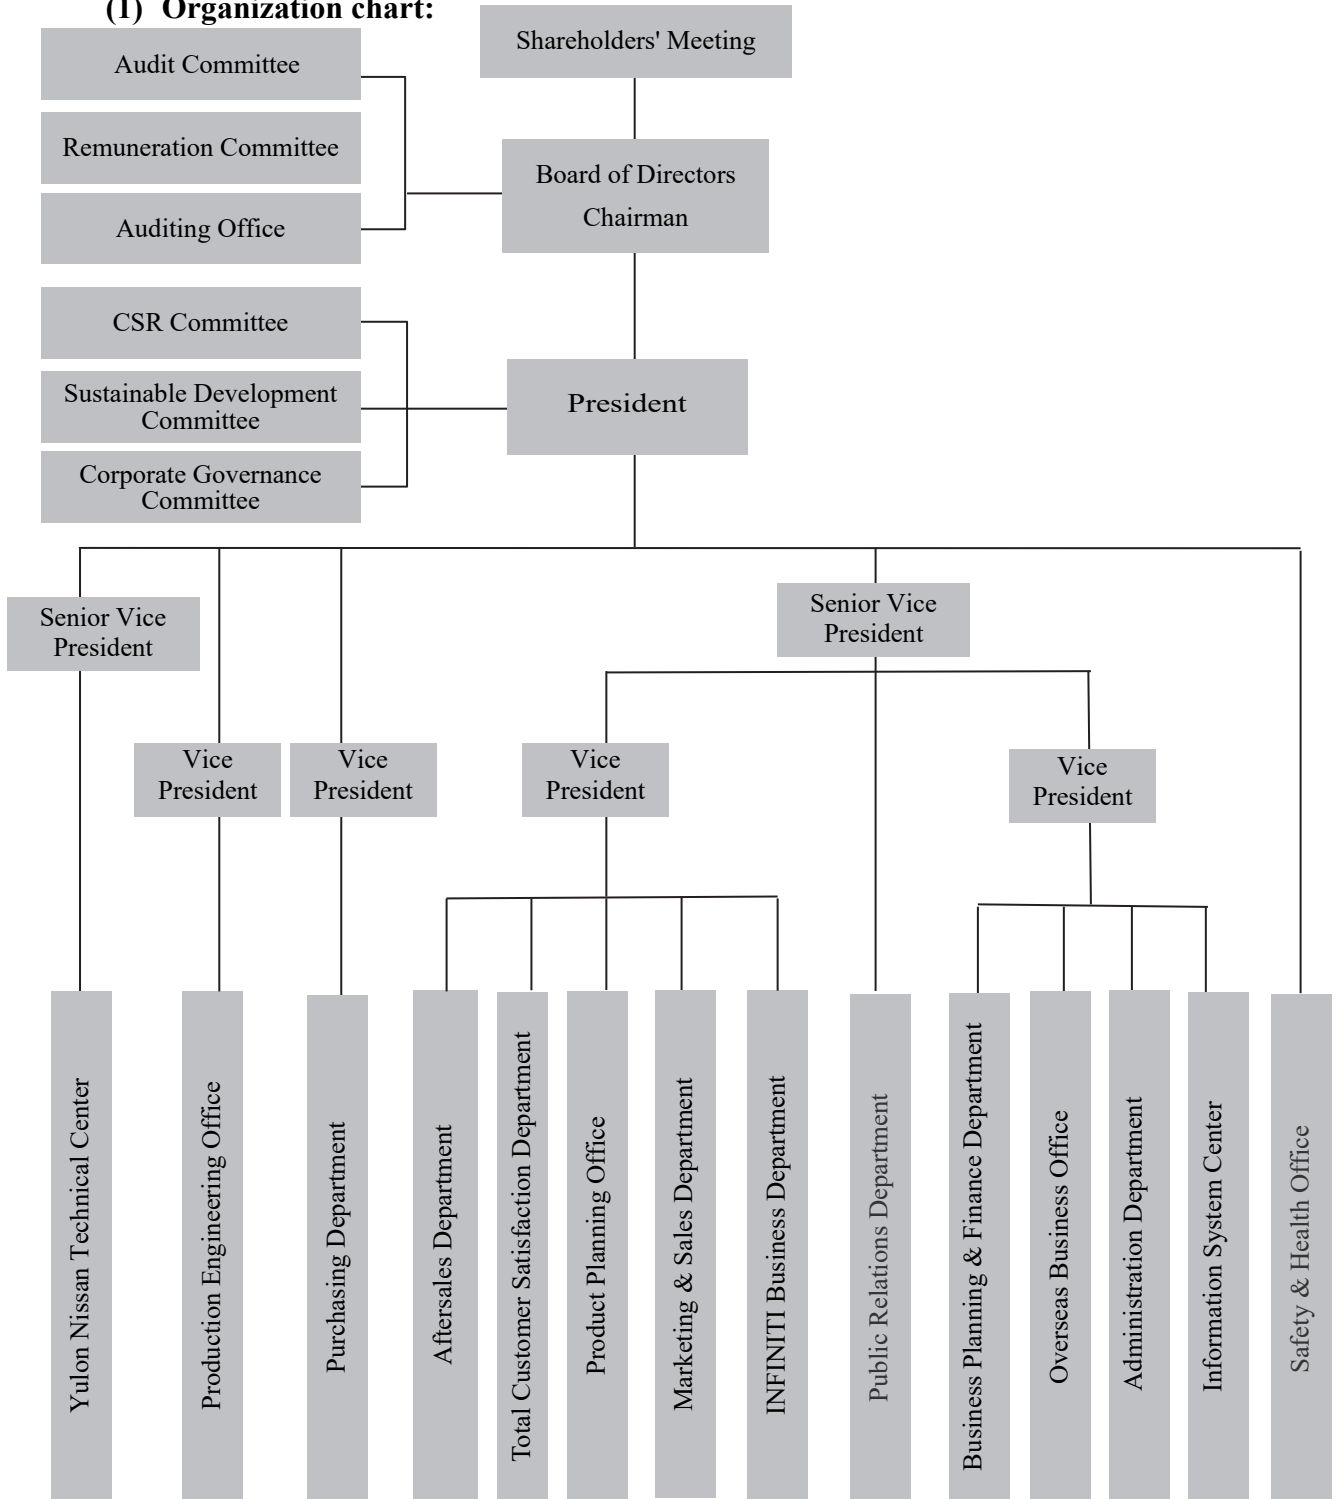 (1) Organization chart:
Shareholders' Meeting
Audit Committee
Remuneration Committee
Auditing Office
Board of Directors
Chairman
CSR Committee
Sustainable Development
Committee
Corporate Governance
Committee
President
Senior Vice
President
Senior Vice
President
Vice
President
Vice
President
Vice
President
Vice
President
Yulon Nissan Technical Center
Production Engineering Office
Purchasing Department
Aftersales Department
Total Customer Satisfaction Department
Product Planning Office
Marketing & Sales Department
INFINITI Business Department
Public Relations Department
Business Planning & Finance Department
Overseas Business Office
Administration Department
Information System Center
Safety & Health Office